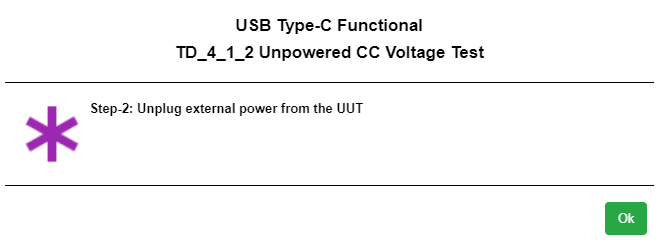 USB Type-C Functional
TD_4_1_2 Unpowered CC Voltage Test
Step-2: Unplug external power from the UUT
Ok